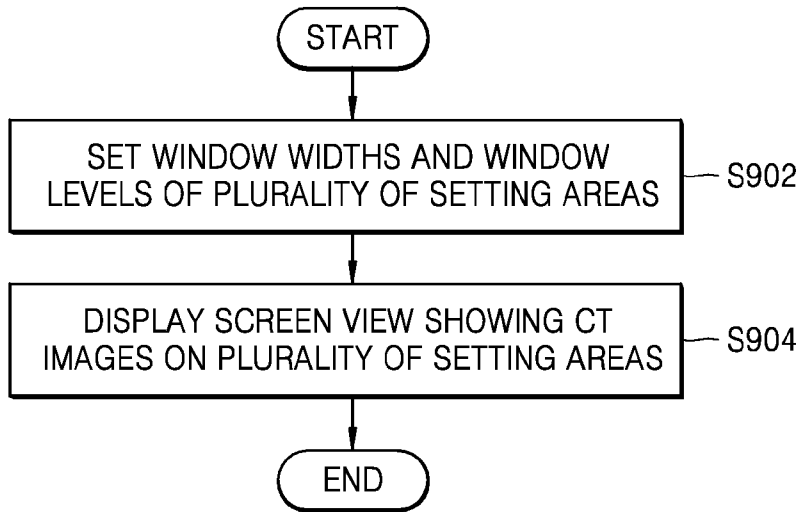 START
SET WINDOW WIDTHS AND WINDOW
LEVELS OF PLURALITY OF SETTING AREAS
S902
DISPLAY SCREEN VIEW SHOWING CT
IMAGES ON PLURALITY OF SETTING AREAS
S904
END